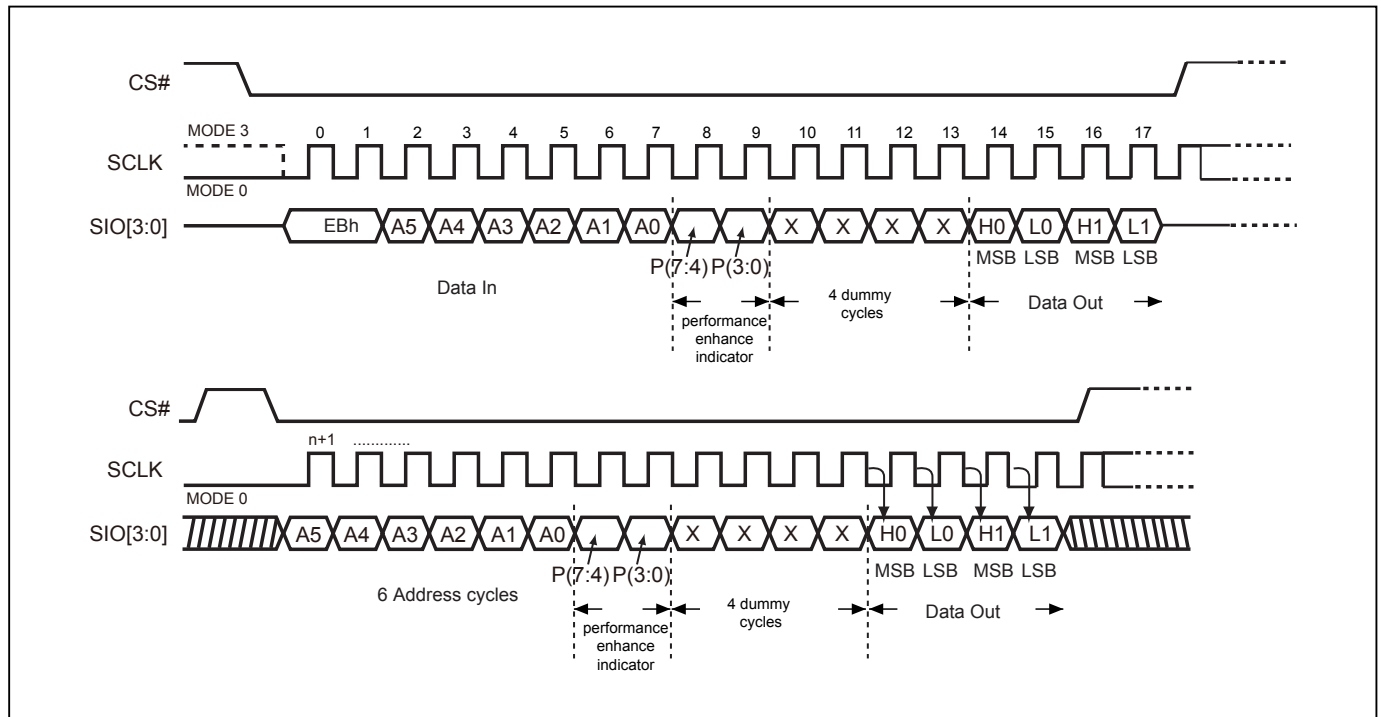 CS#
MODE 3
0 1 2 3 4 5 6 7 8 9 10 11 12 13 14 15 16 17
SCLK
MODE 0
SIO[3:0] EBh A5 A4 A3 A2 A1 A0 X X X X H0 L0 H1 L1
P(7:4) P(3:0) MSB LSB MSB LSB
Data In
4 dummy
cycles
Data Out
performance
enhance
indicator
CS#
n+1 .............
SCLK
MODE 0
SIO[3:0] A5 A4 A3 A2 A1 A0 X X X X H0 L0 H1 L1
P(7:4) P(3:0) MSB LSB MSB LSB
6 Address cycles
4 dummy
cycles
Data Out
performance
enhance
indicator